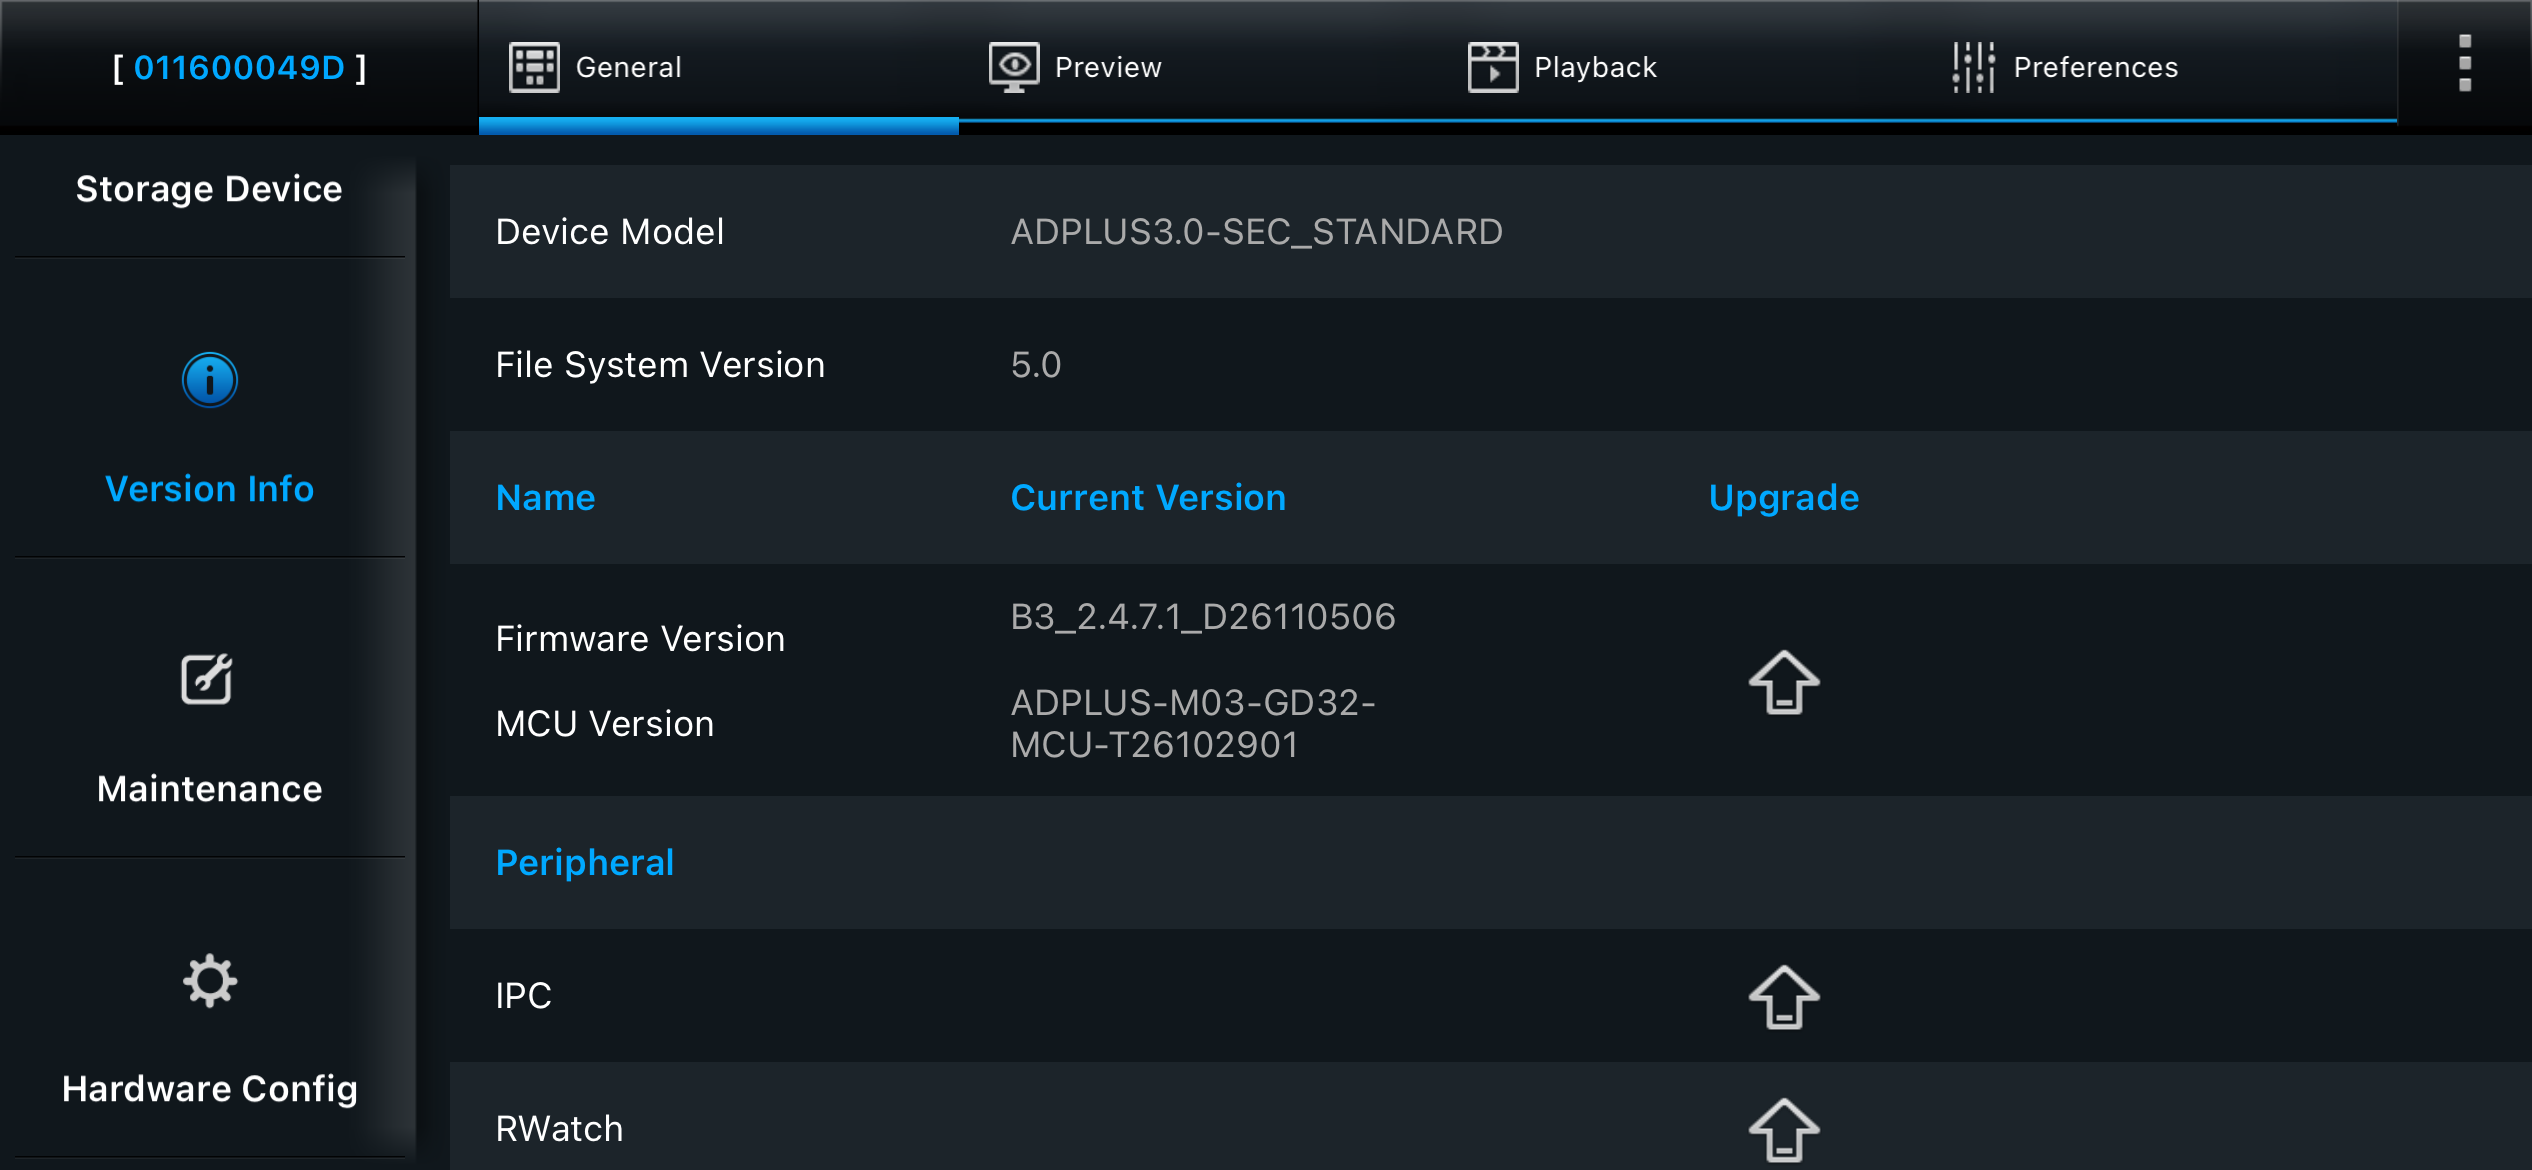 [ 011600049D ]
General
Preview
Playback
Preferences
Storage Device
Version Info
Maintenance
Hardware Config
Device Model
ADPLUS3.0-SEC_STANDARD
File System Version
5.0
Name
Current Version
Upgrade
Firmware Version
B3_2.4.7.1_D26110506
MCU Version
ADPLUS-M03-GD32-
MCU-T26102901
Peripheral
IPC
RWatch